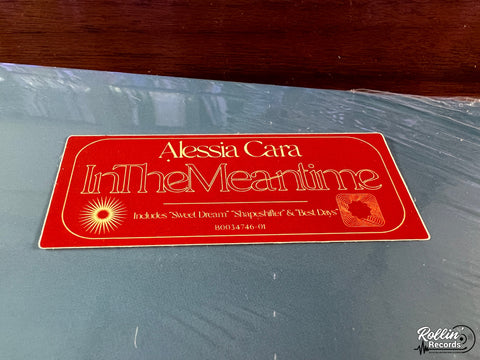 Alessia Cara
InTheMeantime
Includes "Sweet Dream" "Shapeshifter" & "Best Days"
B0034746-01
Rollin'
Records